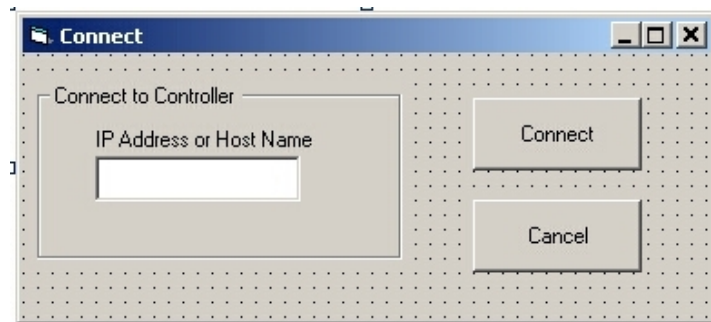 Connect
Connect to Controller
IP Address or Host Name
Connect
Cancel